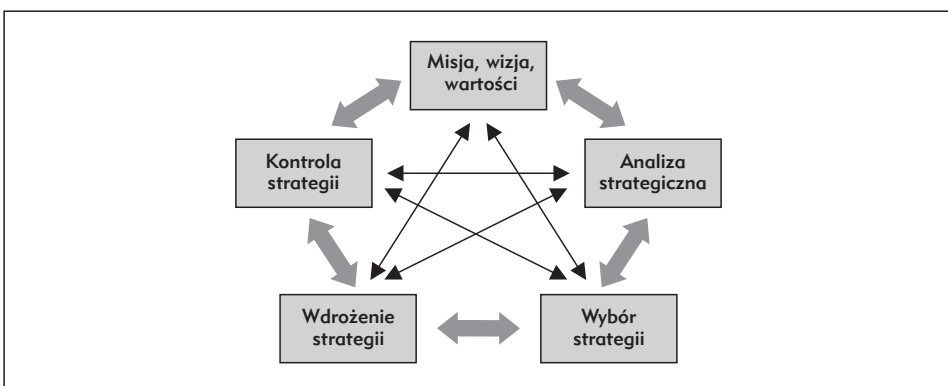 Misja, wizja,
wartości
Kontrola
strategii
Analiza
strategiczna
Wdrożenie
strategii
Wybór
strategii